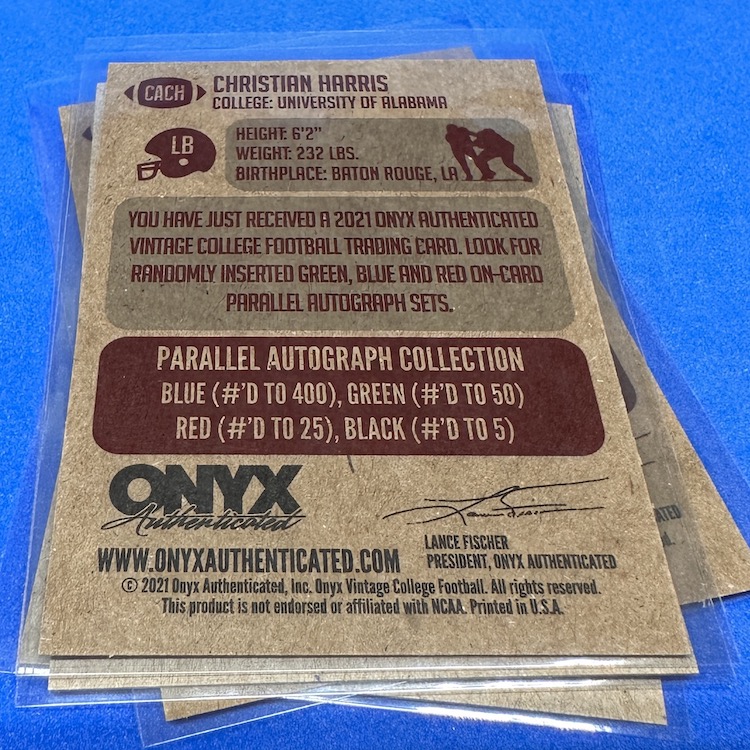 CACH
CHRISTIAN HARRIS
COLLEGE: UNIVERSITY OF ALABAMA
LB
HEIGHT: 6'2"
WEIGHT: 232 LBS.
BIRTHPLACE: BATON ROUGE, LA
YOU HAVE JUST RECEIVED A 2021 ONYX AUTHENTICATED
VINTAGE COLLEGE FOOTBALL TRADING CARD. LOOK FOR
RANDOMLY INSERTED GREEN, BLUE AND RED ON-CARD
PARALLEL AUTOGRAPH SETS.
PARALLEL AUTOGRAPH COLLECTION
BLUE (#'D TO 400), GREEN (#'D TO 50)
RED (#'D TO 25), BLACK (#'D TO 5)
ONYX
Authenticated
LANCE FISCHER
PRESIDENT, ONYX AUTHENTICATED
WWW.ONYXAUTHENTICATED.COM
© 2021 Onyx Authenticated, Inc. Onyx Vintage College Football. All rights reserved.
This product is not endorsed or affiliated with NCAA. Printed in U.S.A.